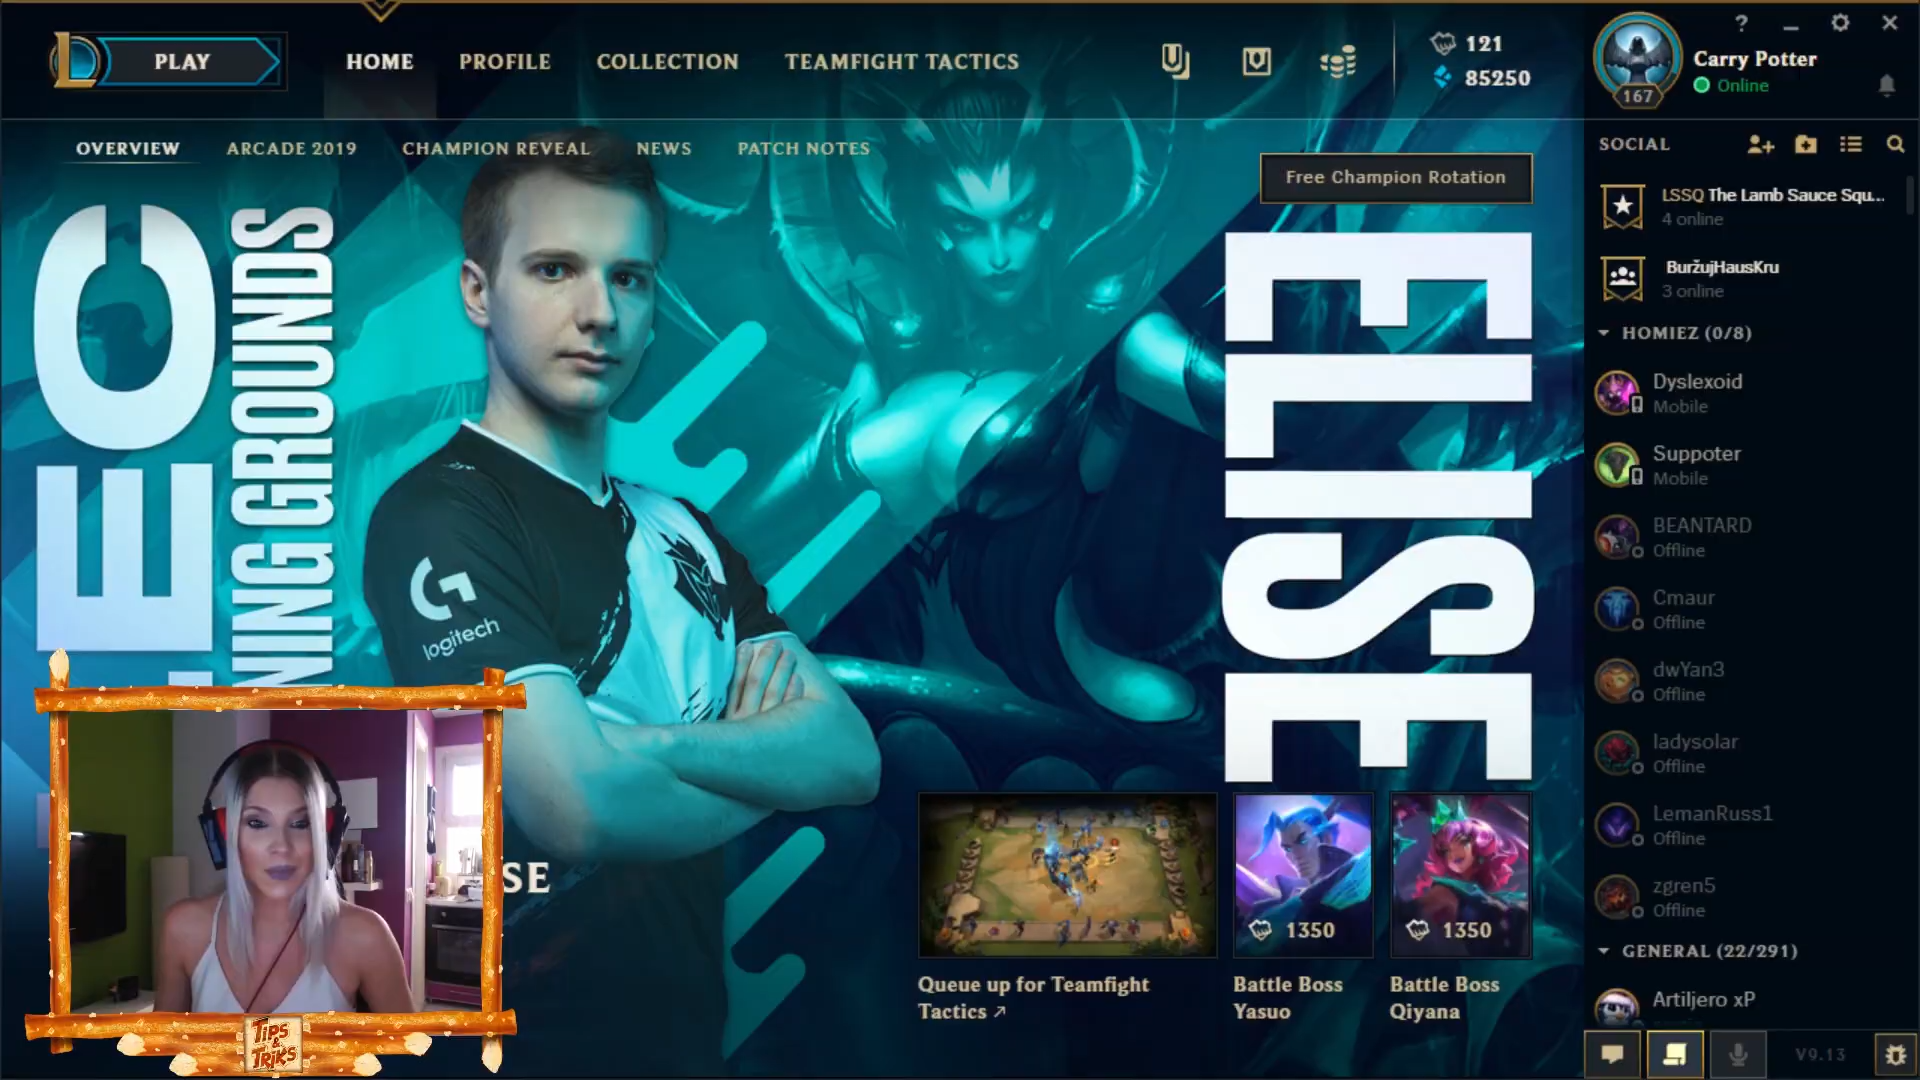 PLAY
HOME
PROFILE
COLLECTION
TEAMFIGHT TACTICS
121
85250
?
167
Carry Potter
Online
OVERVIEW
ARCADE 2019
CHAMPION REVEAL
NEWS
PATCH NOTES
Free Champion Rotation
SOCIAL
LSSQ The Lamb Sauce Squ...
4 online
BuržujHausKru
3 online
HOMIEZ (0/8)
Dyslexoid
Mobile
Suppoter
Mobile
BEANTARD
Offline
Cmaur
Offline
dwYan3
Offline
ladysolar
Offline
LemanRuss1
Offline
zgren5
Offline
GENERAL (22/291)
Artiljero xP
V9.13
EC
NING GROUNDS
ELISE
G
logitech
SE
1350
1350
Queue up for Teamfight
Tactics
Battle Boss
Yasuo
Battle Boss
Qiyana
TIPS
&
TRIKS